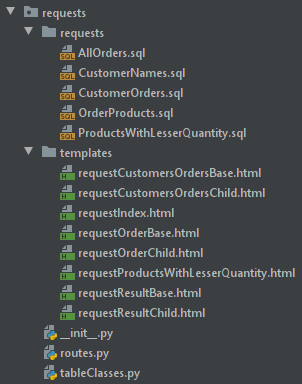 requests
requests
AllOrders.sql
CustomerNames.sql
CustomerOrders.sql
OrderProducts.sql
ProductsWithLesserQuantity.sql
templates
requestCustomersOrdersBase.html
requestCustomersOtdersChild.html
requestIndex.html
requestOrderBase.html
requestOrderChild.html
requestProductsWithLesserQuantity.html
requestResultBase.html
requestResultChild.html
__init__.py
routes.py
tableClasses.py